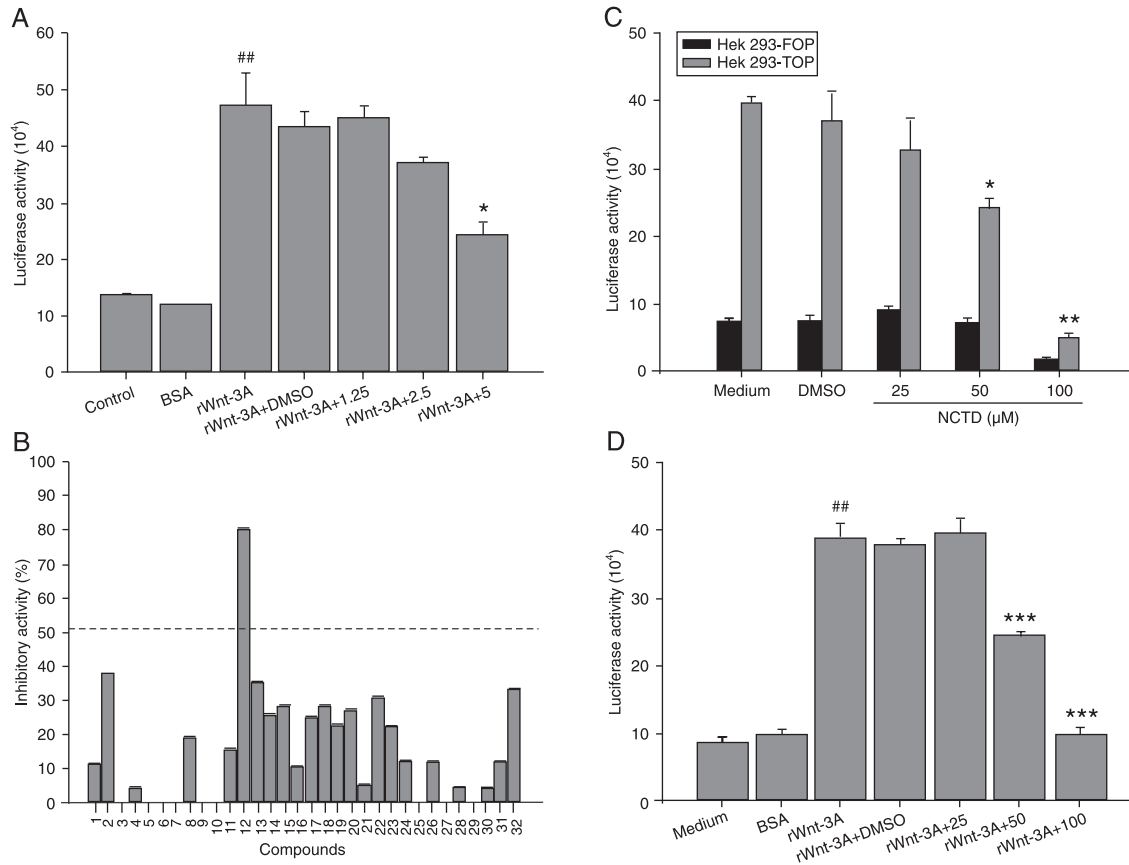 A
60
50
40
30
20
10
0
Luciferase activity (10⁴)
##
*
Control
BSA
rWnt-3A
rWnt-3A+DMSO
rWnt-3A+1.25
rWnt-3A+2.5
rWnt-3A+5
B
100
90
80
70
60
50
40
30
20
10
0
Inhibitory activity (%)
1 2 3 4 5 6 7 8 9 10 11 12 13 14 15 16 17 18 19 20 21 22 23 24 25 26 27 28 29 30 31 32
Compounds
C
50
40
30
20
10
0
Luciferase activity (10⁴)
Hek 293-FOP
Hek 293-TOP
*
**
Medium DMSO 25 50 100
NCTD (µM)
D
50
40
30
20
10
0
Luciferase activity (10⁴)
##
***
***
Medium
BSA
rWnt-3A
rWnt-3A+DMSO
rWnt-3A+25
rWnt-3A+50
rWnt-3A+100